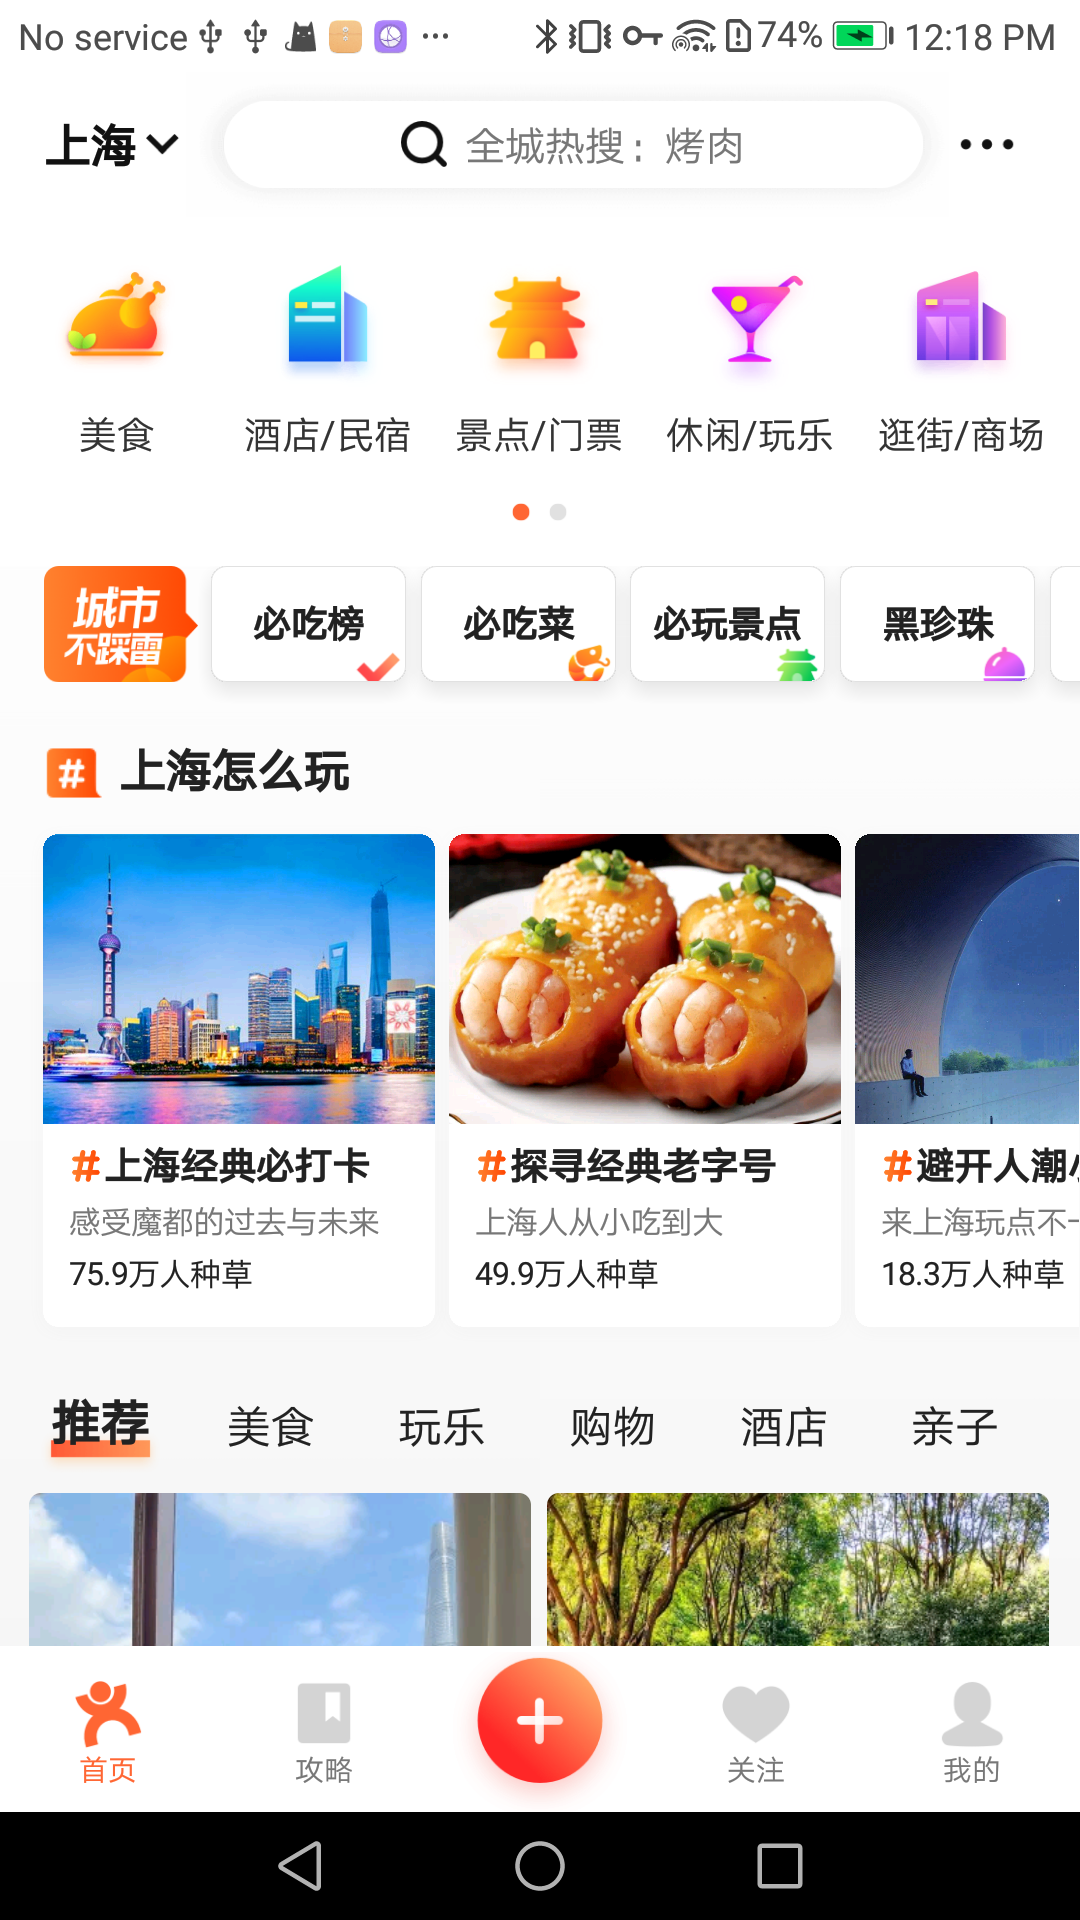 No service 74% 12:18 PM
上海 全城热搜：烤肉
美食 酒店/民宿 景点/门票 休闲/玩乐 逛街/商场
城市
不踩雷
必吃榜 必吃菜 必玩景点 黑珍珠
# 上海怎么玩
#上海经典必打卡 #探寻经典老字号 #避开人潮小
感受魔都的过去与未来 上海人从小吃到大 来上海玩点不一
75.9万人种草 49.9万人种草 18.3万人种草
推荐 美食 玩乐 购物 酒店 亲子
首页 攻略 关注 我的